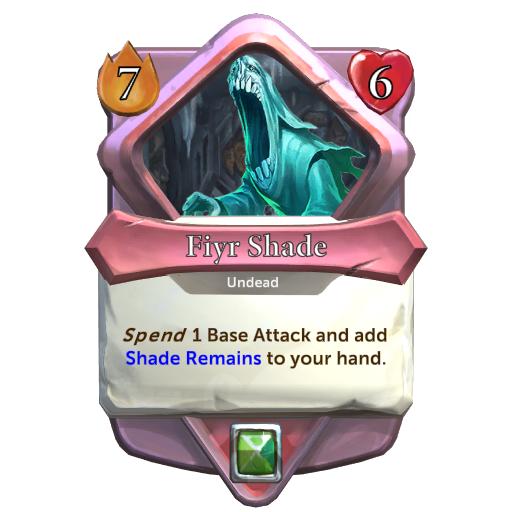 7
6
Fiyr Shade
Undead
Spend 1 Base Attack and add
Shade Remains to your hand.